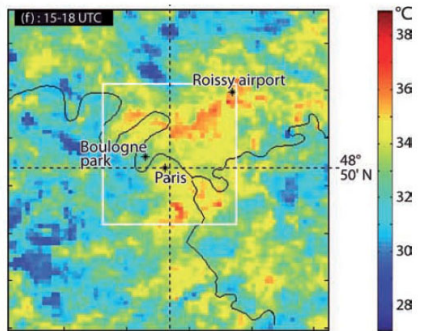 (f) : 15-18 UTC
°C
38
Roissy airport
36
34
Boulogne
park
48°
50' N
Paris
32
30
28